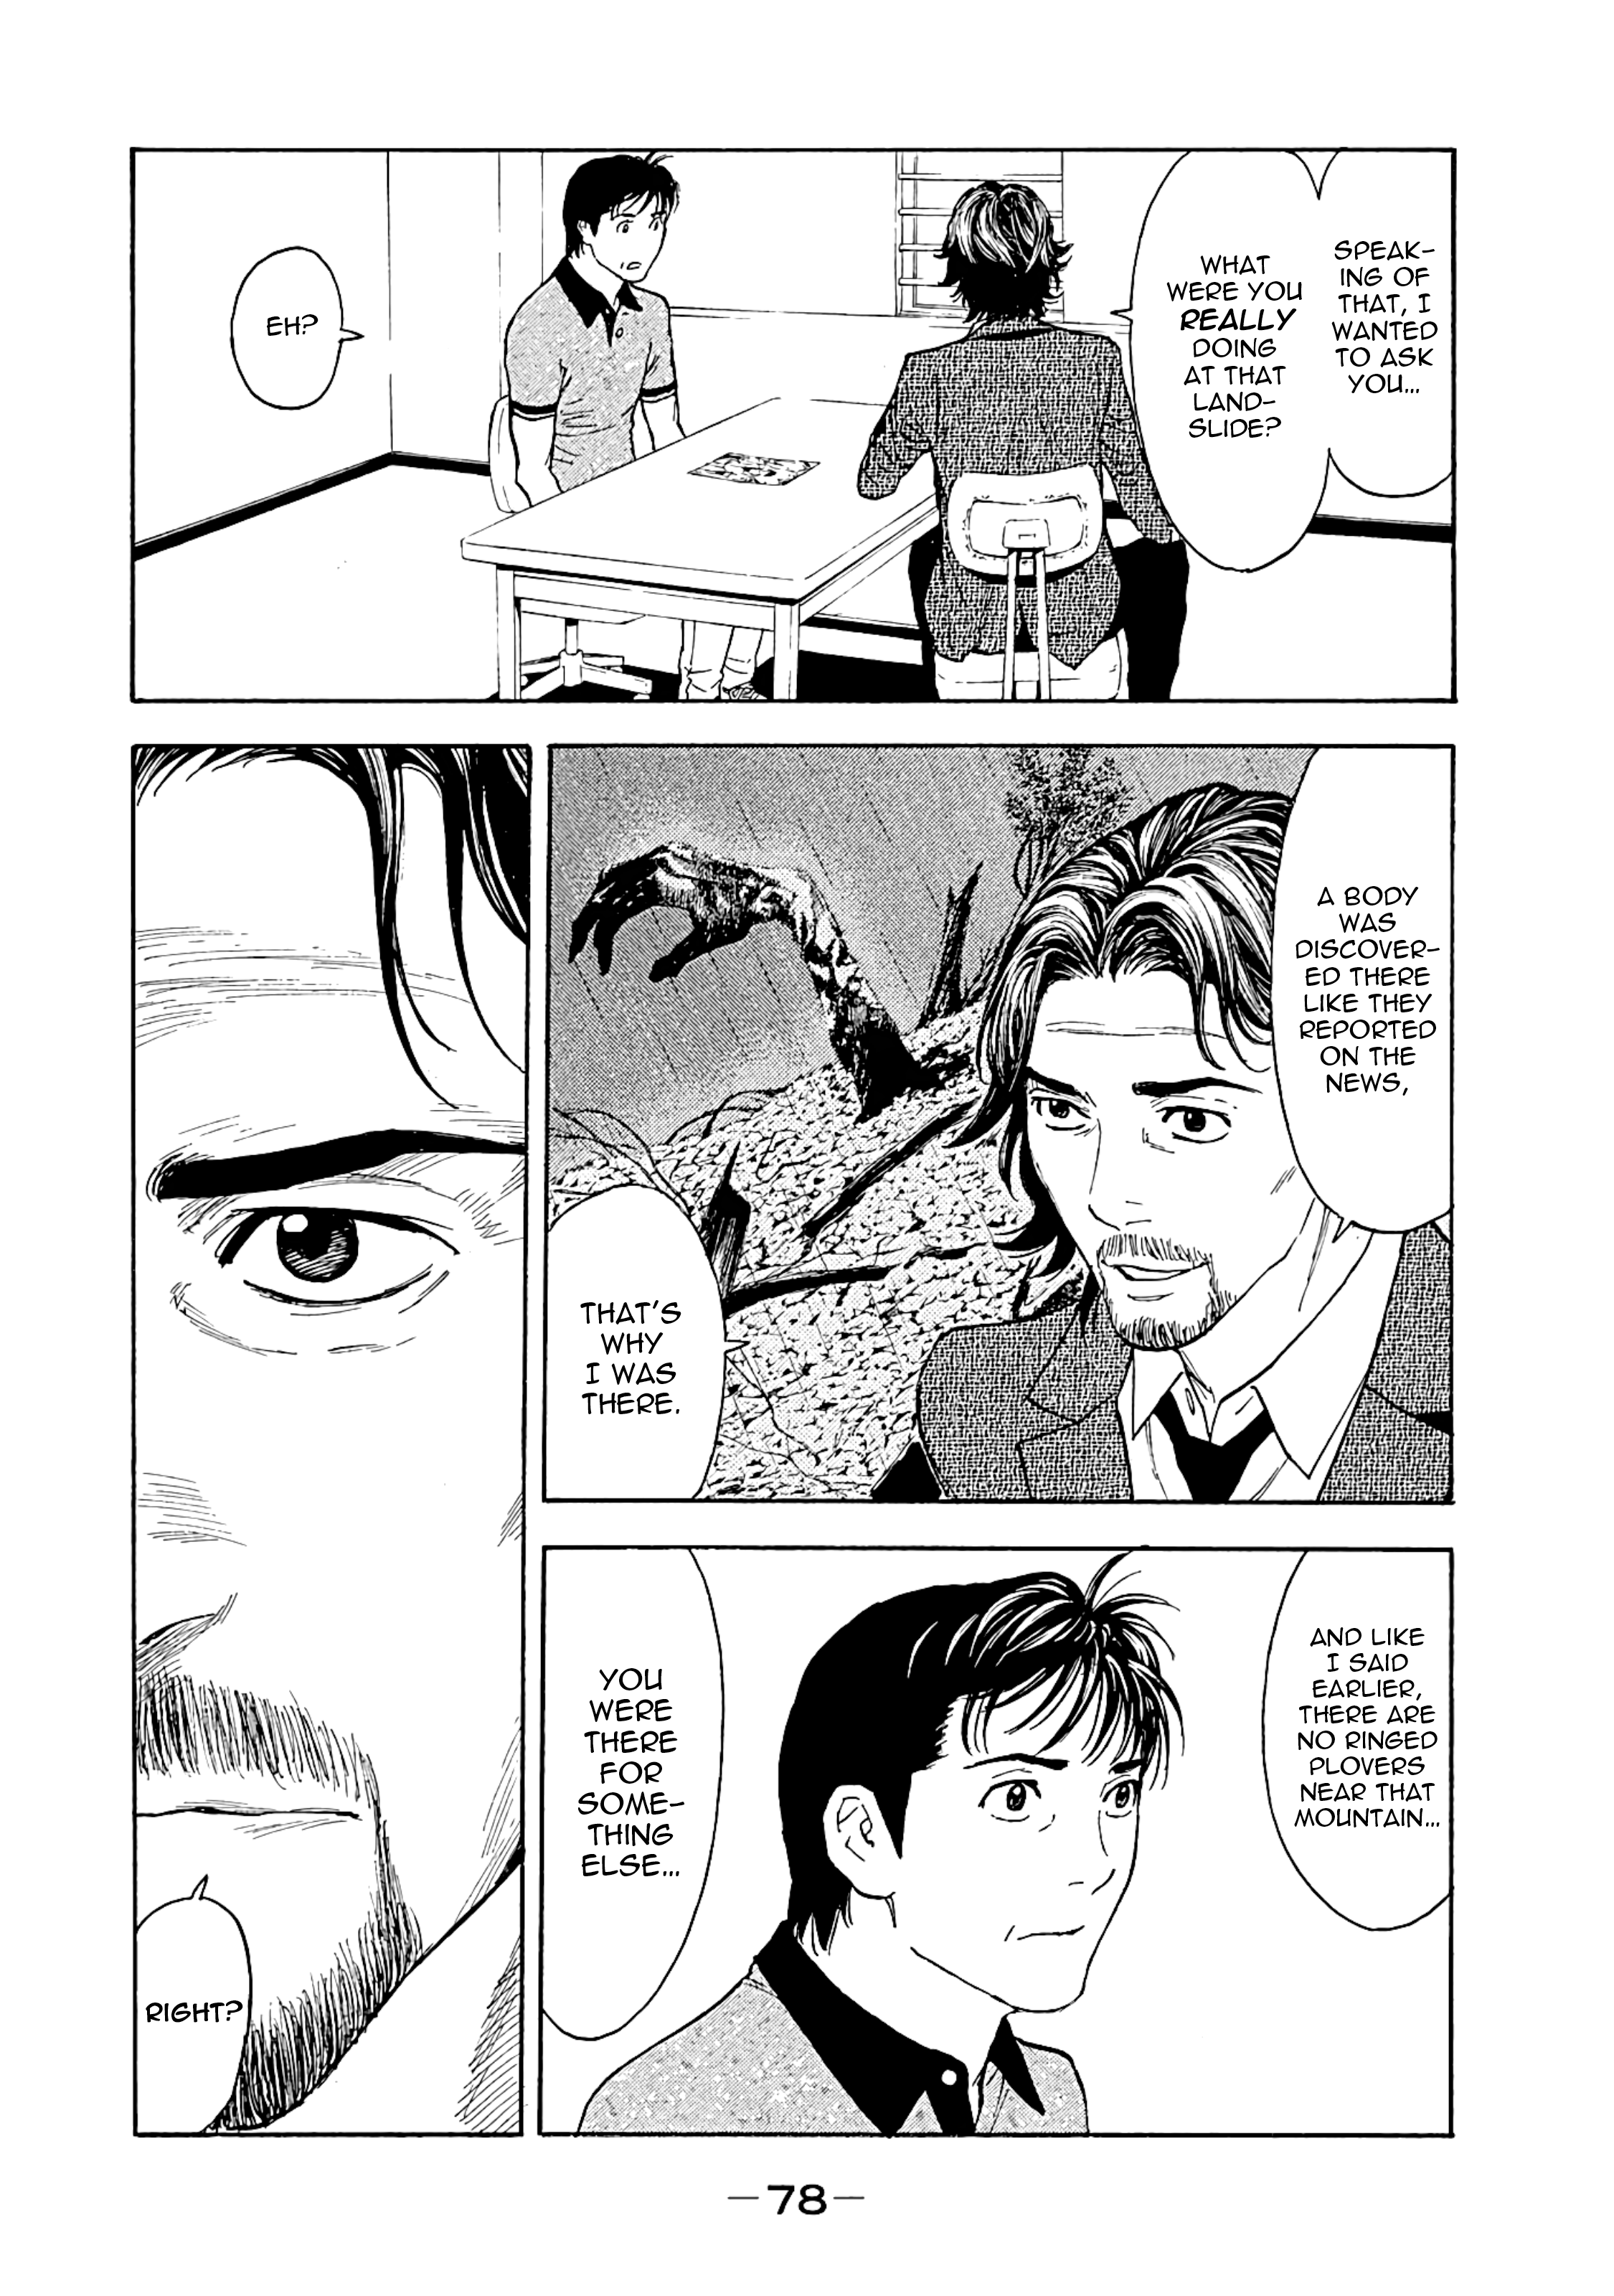 SPEAK-
ING OF
THAT, I
WANTED
TO ASK
YOU...
WHAT
WERE YOU
REALLY
DOING
AT THAT
LAND-
SLIDE?
EH?
A BODY
WAS
DISCOVER-
ED THERE
LIKE THEY
REPORTED
ON THE
NEWS,
THAT'S
WHY
I WAS
THERE.
AND LIKE
I SAID
EARLIER,
THERE ARE
NO RINGED
PLOVERS
NEAR THAT
MOUNTAIN...
YOU
WERE
THERE
FOR
SOME-
THING
ELSE...
RIGHT?
—78—